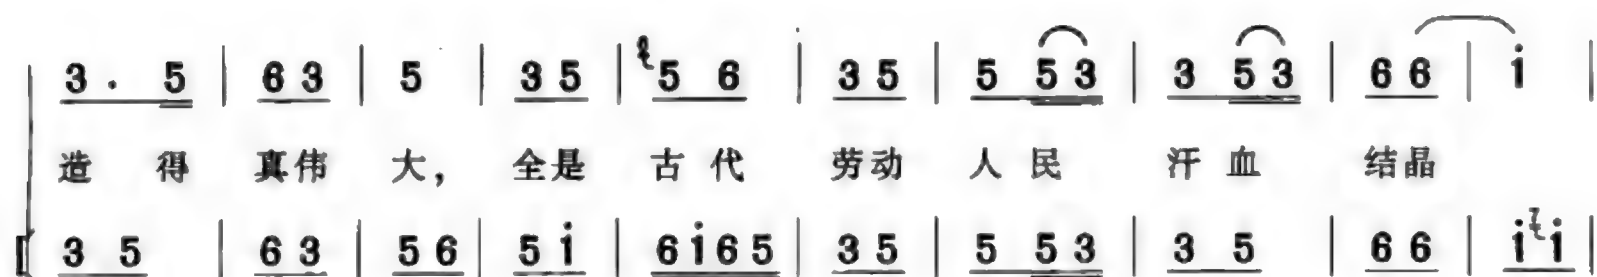 3 · 5 | 6 3 | 5 | 3 5 | 5 6 | 3 5 | 5 5 3 | 3 5 3 | 6 6 | i |
造 得 真伟 大， 全是 古 代 劳动 人 民 汗 血 结晶
3 5 | 6 3 | 5 6 | 5 i | 6 i 6 5 | 3 5 | 5 5 3 | 3 5 | 6 6 | i i |